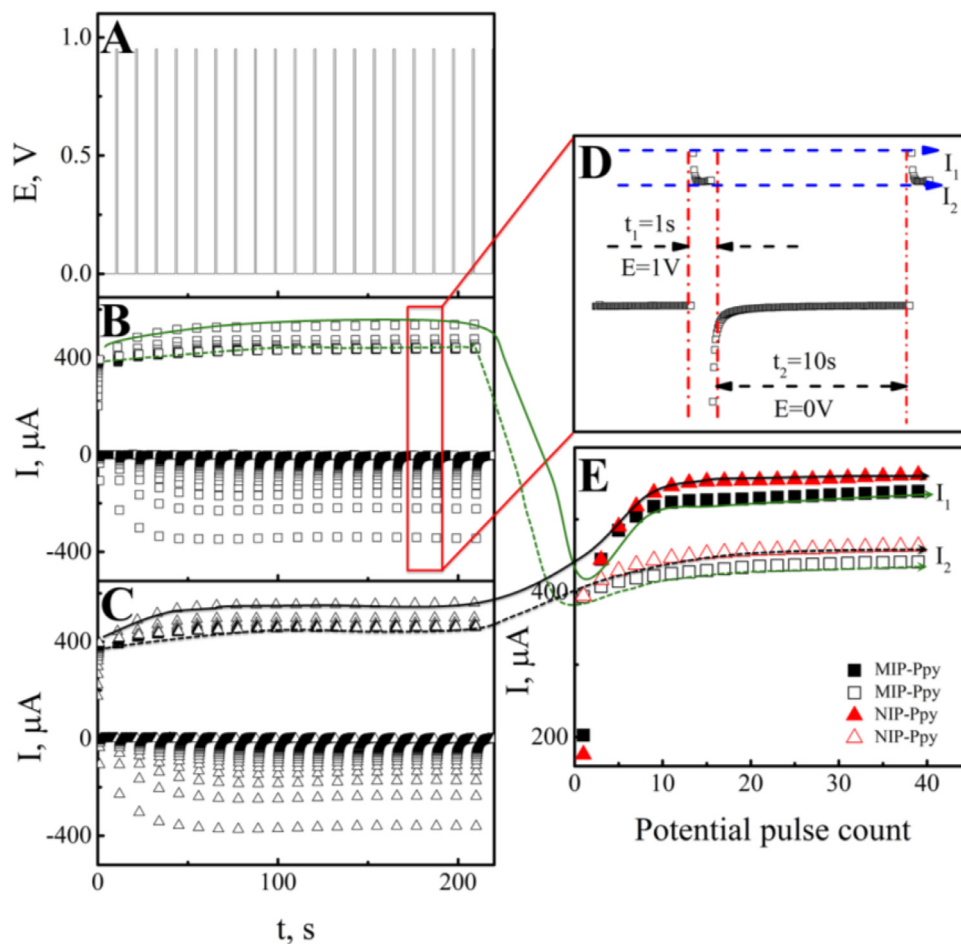 A
1.0
0.5
0.0
E, V
B
400
0
-400
I, μA
C
400
0
-400
I, μA
0
100
200
t, s
D
I₁
I₂
t₁=1s
E=1V
t₂=10s
E=0V
E
I₁
I₂
400
200
I, μA
MIP-Ppy
MIP-Ppy
NIP-Ppy
NIP-Ppy
0
10
20
30
40
Potential pulse count